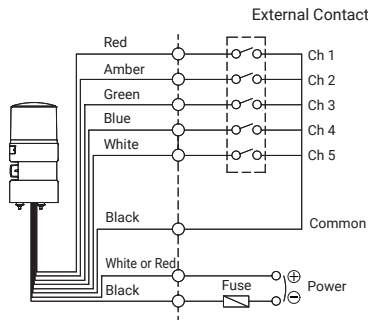 External Contact
Red
Ch 1
Amber
Ch 2
Green
Ch 3
Blue
Ch 4
White
Ch 5
Black
Common
White or Red
⊕
Fuse
Power
Black
⊖